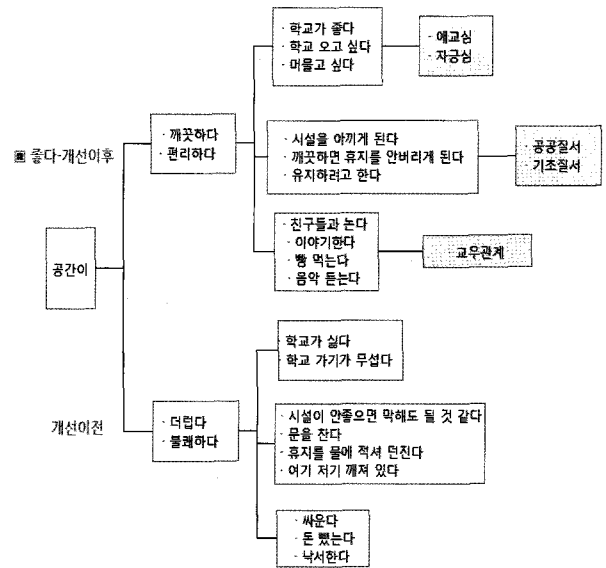 · 학교가 좋다
· 학교 오고 싶다
· 머물고 싶다
· 애교심
· 자긍심
▣ 좋다-개선이후
· 깨끗하다
· 편리하다
· 시설을 아끼게 된다
· 깨끗하면 휴지를 안버리게 된다
· 유지하려고 한다
· 공공질서
· 기초질서
· 친구들과 논다
· 이야기한다
· 빵 먹는다
· 음악 듣는다
교우관계
공간이
· 학교가 싫다
· 학교 가기가 무섭다
개선이전
· 더럽다
· 불쾌하다
· 시설이 안좋으면 막해도 될 것 같다
· 문을 찬다
· 휴지를 물에 적셔 던진다
· 여기 저기 깨져 있다
· 싸운다
· 돈 뺐는다
· 낙서한다